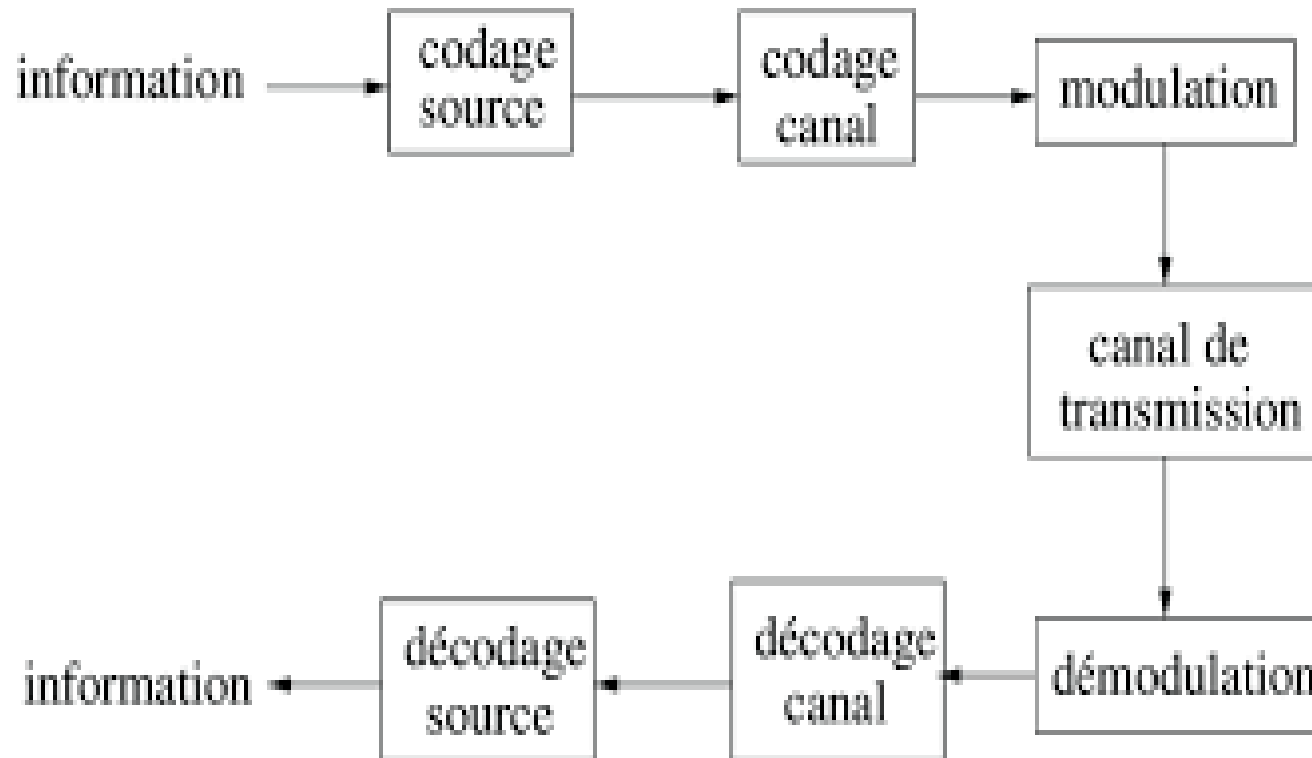 information
codage
source
codage
canal
modulation
canal de
transmission
démodulation
décodage
canal
décodage
source
information